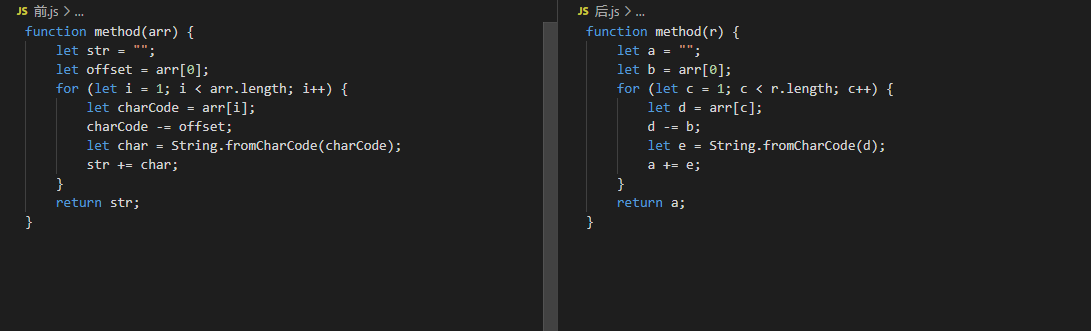 JS 前.js > ...
function method(arr) {
let str = "";
let offset = arr[0];
for (let i = 1; i < arr.length; i++) {
let charCode = arr[i];
charCode -= offset;
let char = String.fromCharCode(charCode);
str += char;
}
return str;
}
JS 后.js > ...
function method(r) {
let a = "";
let b = arr[0];
for (let c = 1; c < r.length; c++) {
let d = arr[c];
d -= b;
let e = String.fromCharCode(d);
a += e;
}
return a;
}